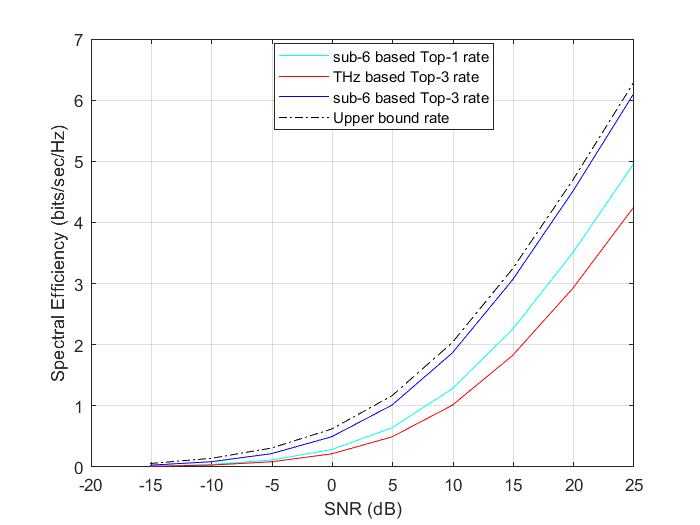 7
6
5
4
3
2
1
0
Spectral Efficiency (bits/sec/Hz)
sub-6 based Top-1 rate
THz based Top-3 rate
sub-6 based Top-3 rate
Upper bound rate
-20 -15 -10 -5 0 5 10 15 20 25
SNR (dB)